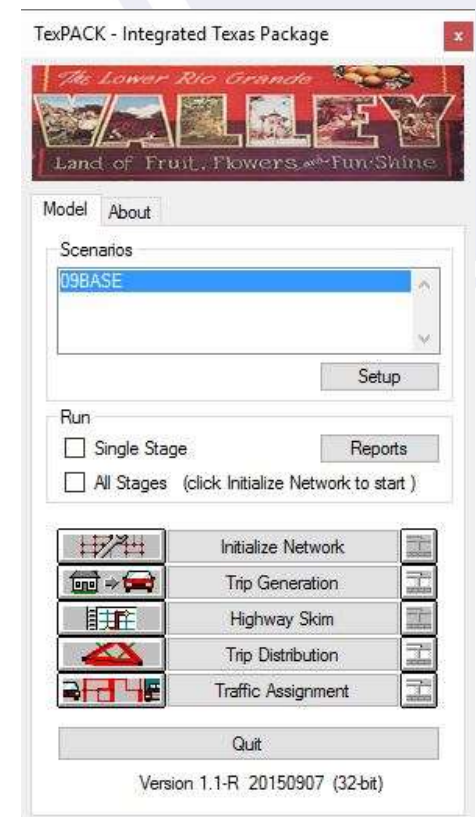 TexPACK - Integrated Texas Package
x
The Lower Rio Grande
VALLEY
Land of Fruit, Flowers and Fun-Shine
Model About
Scenarios
09BASE
Setup
Run
Single Stage
Reports
All Stages (click Initialize Network to start )
Initialize Network
Trip Generation
Highway Skim
Trip Distribution
Traffic Assignment
Quit
Version 1.1-R 20150907 (32-bit)